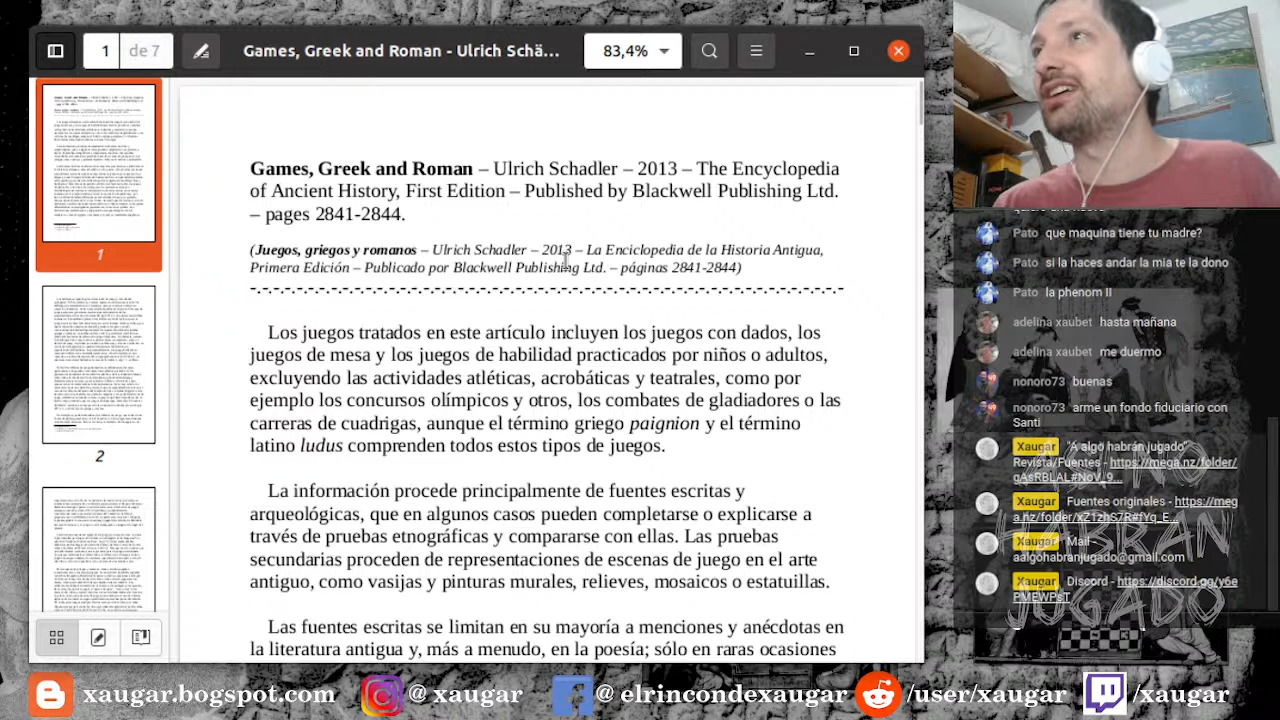 1 de 7
Games, Greek and Roman - Ulrich Schä...
83,4%
1
2
Games, Greek and Roman – Ulrich Schadler – 2013 – The Encyclopedia
of Ancient History, First Edition – Published by Blackwell Publishing Ltd.
– pages 2841-2844.
(Juegos, griegos y romanos – Ulrich Schadler – 2013 – La Enciclopedia de la Historia Antigua,
Primera Edición – Publicado por Blackwell Publishing Ltd. – páginas 2841-2844)
Los juegos tratados en este artículo incluyen los juegos con dados, los
juegos de mesa y los juegos de habilidad practicados por niños o adultos,
excluyendo las actividades atléticas, acrobáticas y teatrales, como por
ejemplo los concursos olímpicos griegos, los combates de gladiadores o las
carreras de cuadrigas, aunque el término griego paignion y el término
latino ludus comprenden todos estos tipos de juegos.
La información procede principalmente de fuentes escritas y
arqueológicas, que en algunos casos pueden completarse o explicarse a
través de pruebas etnográficas y compararse con ellas. Las pruebas
secundarias proceden de representaciones de escenas de juego en el arte
antiguo, como vasijas y pinturas murales, relieves, mosaicos o estatuillas.
Las fuentes escritas se limitan en su mayoría a menciones y anécdotas en
la literatura antigua y, más a menudo, en la poesía; sólo en raras ocasiones
Pato que maquina tiene tu madre?
Pato si la haces andar la mia te la dono
Pato la phenom II
adelina xaubet hasta mañana
adelina xaubet me duermo
nonoro73 buenas
nonoro73 arme un fondo fiduciario con
Santi
Xaugar "A algo habrán jugado"
Revista/Fuentes - https://mega.nz/folder/
gAsRBLAL#NoV_9...
Xaugar Fuentes originales - https://meg
a.nz/folder/xZ1zhS7R#fYq_E...
Xaugar Mail -
aalgohabranjugado@gmail.com
Xaugar Discord - https://discord.gg/y6e
PMEWPsT
HABRÁN
JUGADO
xaugar.bogspot.com
@ xaugar
@ elrincondexaugar
/user/xaugar
/xaugar